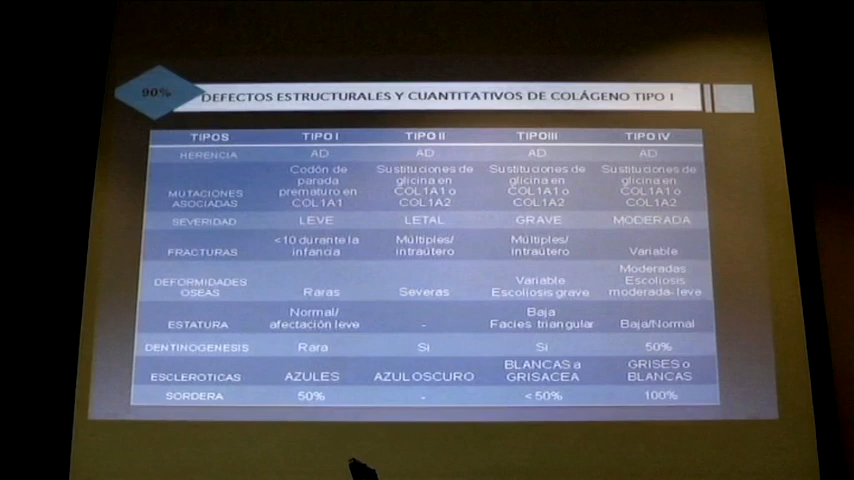 90%
DEFECTOS ESTRUCTURALES Y CUANTITATIVOS DE COLÁGENO TIPO I
TIPOS TIPO I TIPO II TIPOIII TIPO IV
HERENCIA AD AD AD AD
MUTACIONES ASOCIADAS Codón de parada prematuro en COL1A1 Sustituciones de glicina en COL1A1 o COL1A2 Sustituciones de glicina en COL1A1 o COL1A2 Sustituciones de glicina en COL1A1 o COL1A2
SEVERIDAD LEVE LETAL GRAVE MODERADA
FRACTURAS <10 durante la infancia Múltiples/ intraútero Múltiples/ intraútero Variable
DEFORMIDADES OSEAS Raras Severas Variable Escoliosis grave Moderadas Escoliosis moderada-leve
ESTATURA Normal/ afectación leve - Baja Facies triangular Baja/Normal
DENTINOGENESIS Rara Si Si 50%
ESCLEROTICAS AZULES AZUL OSCURO BLANCAS a GRISACEA GRISES o BLANCAS
SORDERA 50% - <50% 100%